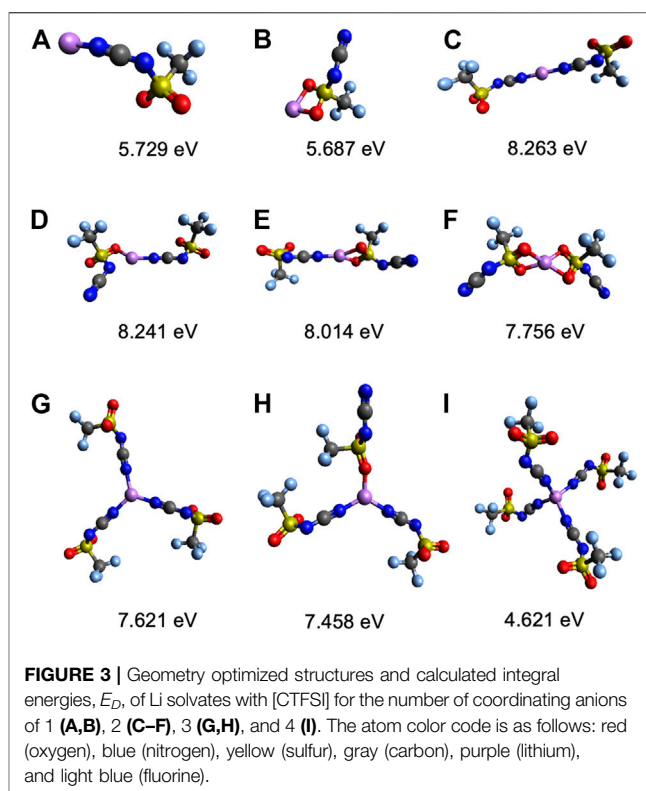 A B C
5.729 eV 5.687 eV 8.263 eV
D E F
8.241 eV 8.014 eV 7.756 eV
G H I
7.621 eV 7.458 eV 4.621 eV
FIGURE 3 | Geometry optimized structures and calculated integral
energies, E_D, of Li solvates with [CTFSI] for the number of coordinating anions
of 1 (A,B), 2 (C–F), 3 (G,H), and 4 (I). The atom color code is as follows: red
(oxygen), blue (nitrogen), yellow (sulfur), gray (carbon), purple (lithium),
and light blue (fluorine).